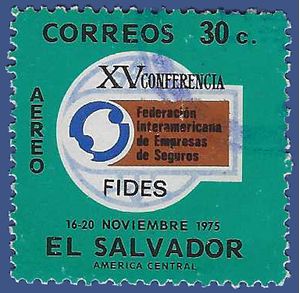 CORREOS 30 c.
AEREO
XV CONFERENCIA
Federación
Interamericana
de Empresas
de Seguros
FIDES
16-20 NOVIEMBRE 1975
EL SALVADOR
AMERICA CENTRAL